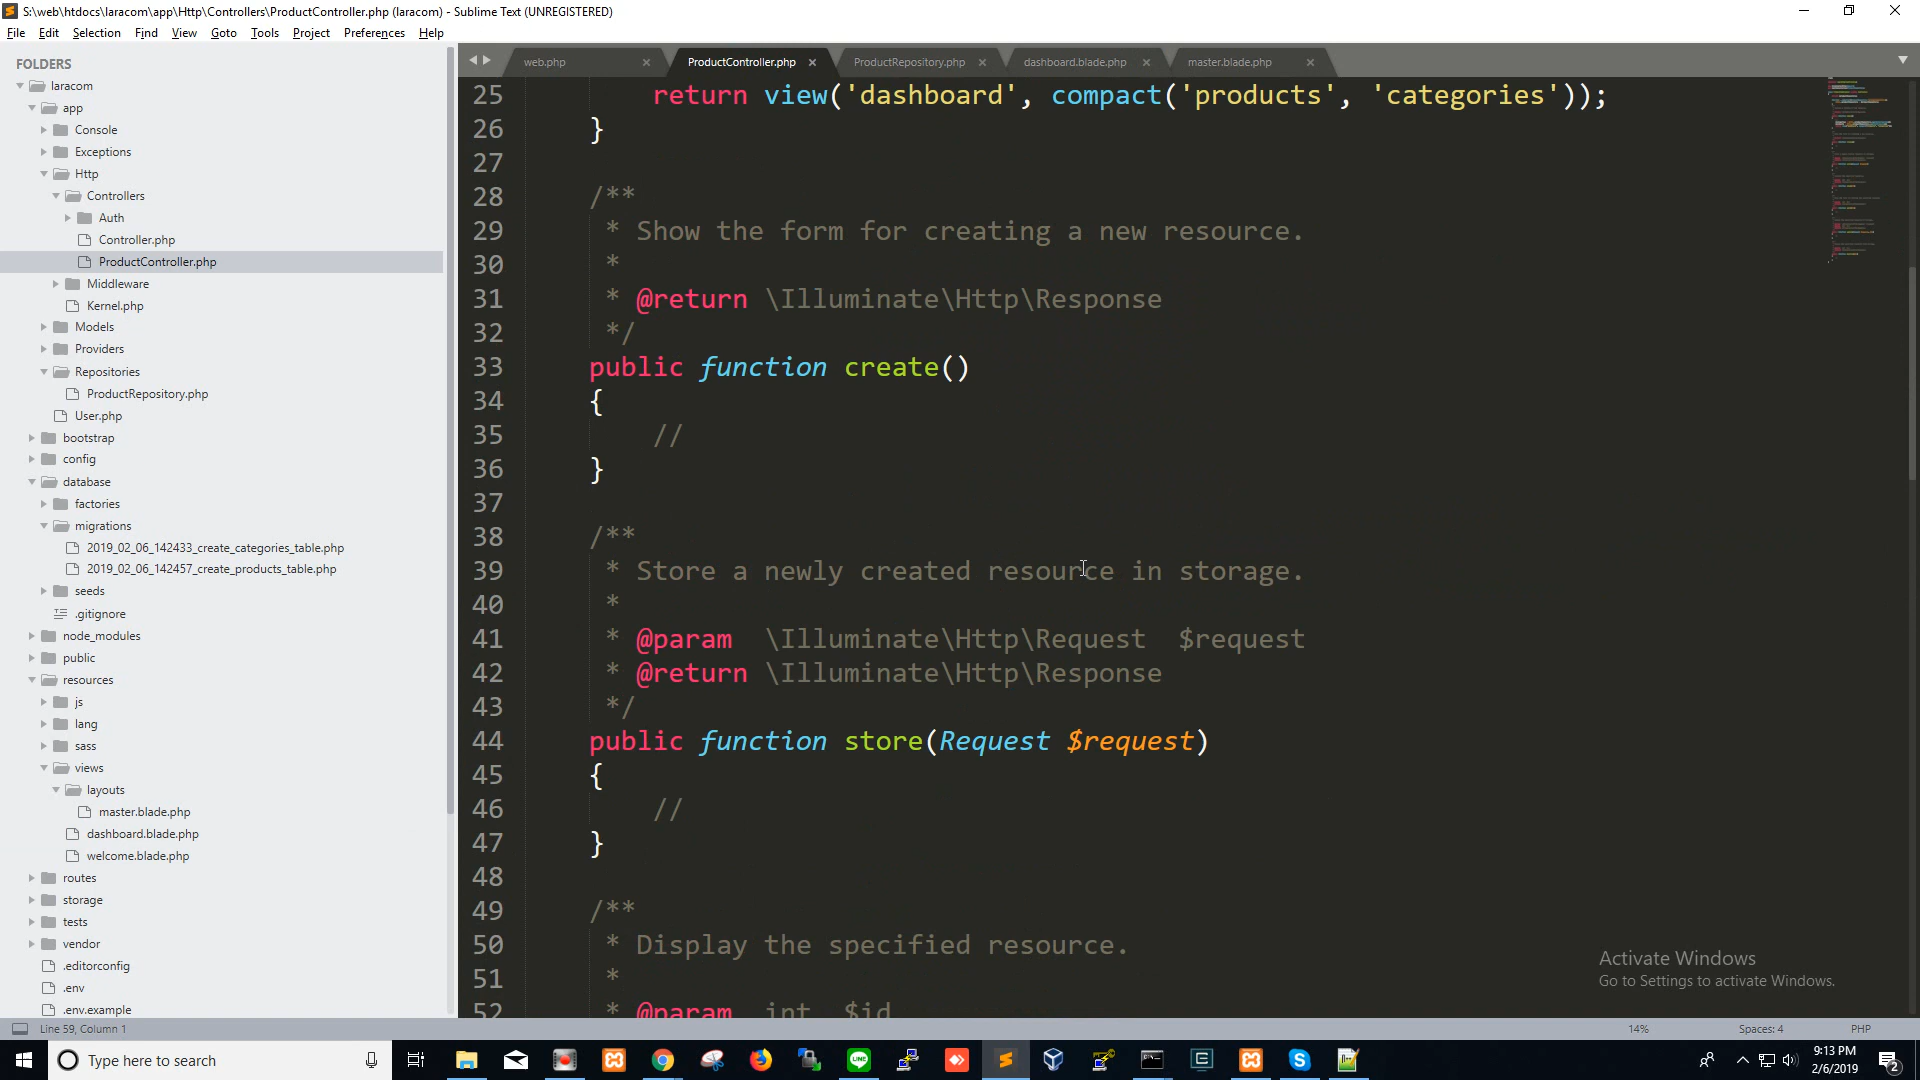 S:\web\htdocs\laracom\app\Http\Controllers\ProductController.php (laracom) - Sublime Text (UNREGISTERED)
File Edit Selection Find View Goto Tools Project Preferences Help
FOLDERS
laracom
app
Console
Exceptions
Http
Controllers
Auth
Controller.php
ProductController.php
Middleware
Kernel.php
Models
Providers
Repositories
ProductRepository.php
User.php
bootstrap
config
database
factories
migrations
2019_02_06_142433_create_categories_table.php
2019_02_06_142457_create_products_table.php
seeds
.gitignore
node_modules
public
resources
js
lang
sass
views
layouts
master.blade.php
dashboard.blade.php
welcome.blade.php
routes
storage
tests
vendor
.editorconfig
.env
.env.example
web.php ProductController.php ProductRepository.php dashboard.blade.php master.blade.php
25 return view('dashboard', compact('products', 'categories'));
26 }
27
28 /**
29 * Show the form for creating a new resource.
30 *
31 * @return \Illuminate\Http\Response
32 */
33 public function create()
34 {
35 //
36 }
37
38 /**
39 * Store a newly created resource in storage.
40 *
41 * @param \Illuminate\Http\Request $request
42 * @return \Illuminate\Http\Response
43 */
44 public function store(Request $request)
45 {
46 //
47 }
48
49 /**
50 * Display the specified resource.
51 *
52 * @param int $id
Activate Windows
Go to Settings to activate Windows.
Line 59, Column 1 14% Spaces: 4 PHP
Type here to search
9:13 PM
2/6/2019
2